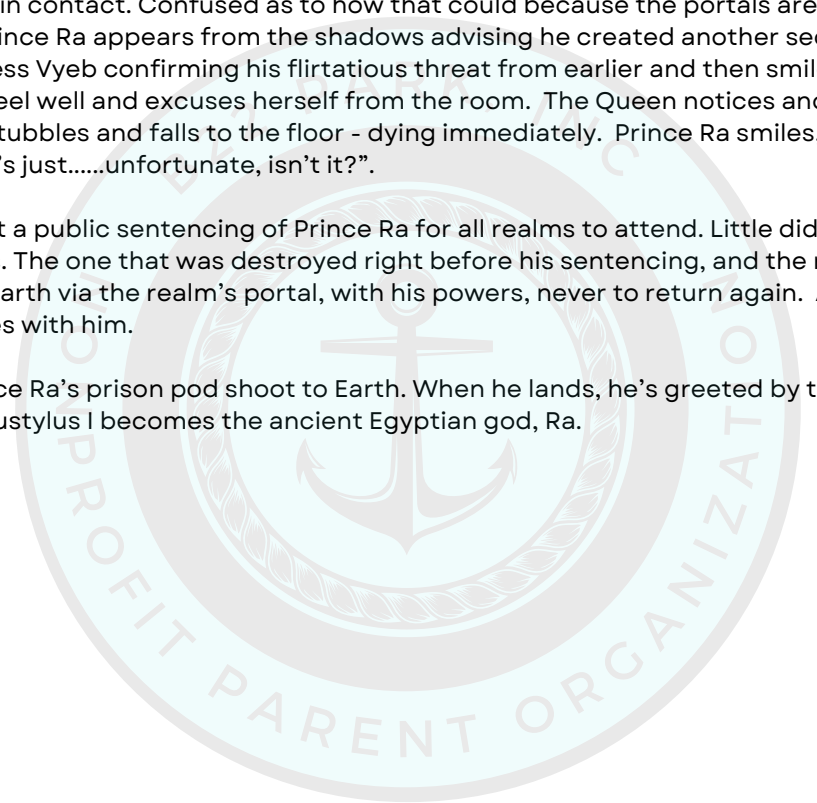 in contact. Confused as to how that could because the portals are
ince Ra appears from the shadows advising he created another sec
ess Vyeb confirming his flirtatious threat from earlier and then smil
eel well and excuses herself from the room. The Queen notices and
tubbles and falls to the floor - dying immediately. Prince Ra smiles.
’s just......unfortunate, isn’t it?”.
t a public sentencing of Prince Ra for all realms to attend. Little did
. The one that was destroyed right before his sentencing, and the
arth via the realm’s portal, with his powers, never to return again.
es with him.
ce Ra’s prison pod shoot to Earth. When he lands, he’s greeted by t
ustylus I becomes the ancient Egyptian god, Ra.
DARK INC
NON PROFIT PARENT ORGANIZATION